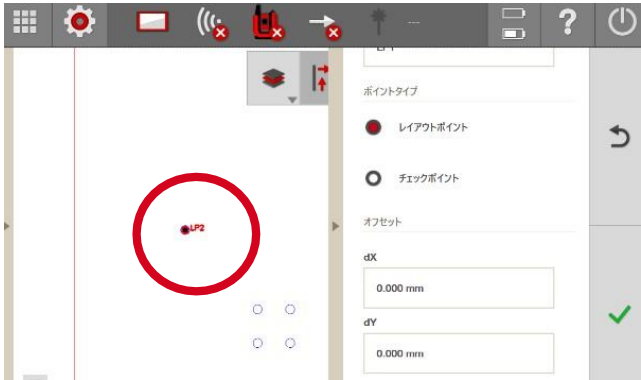 ---
?
ポイントタイプ
レイアウトポイント
チェックポイント
LP2
オフセット
dX
0.000 mm
dY
0.000 mm